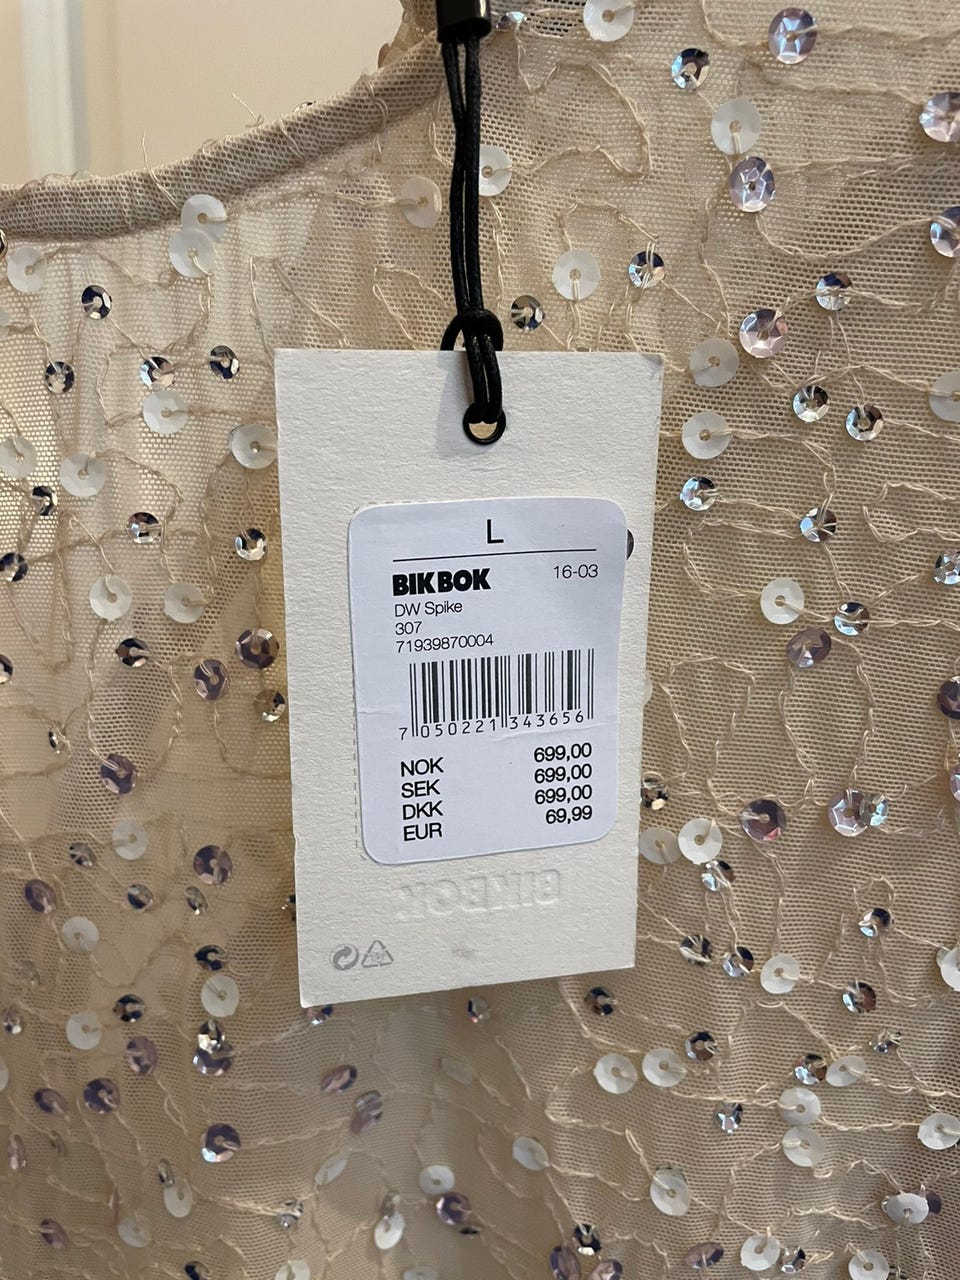 L
BIKBOK 16-03
DW Spike
307
71939870004
7 050221 343656
NOK 699,00
SEK 699,00
DKK 699,00
EUR 69,99
BIKBOK